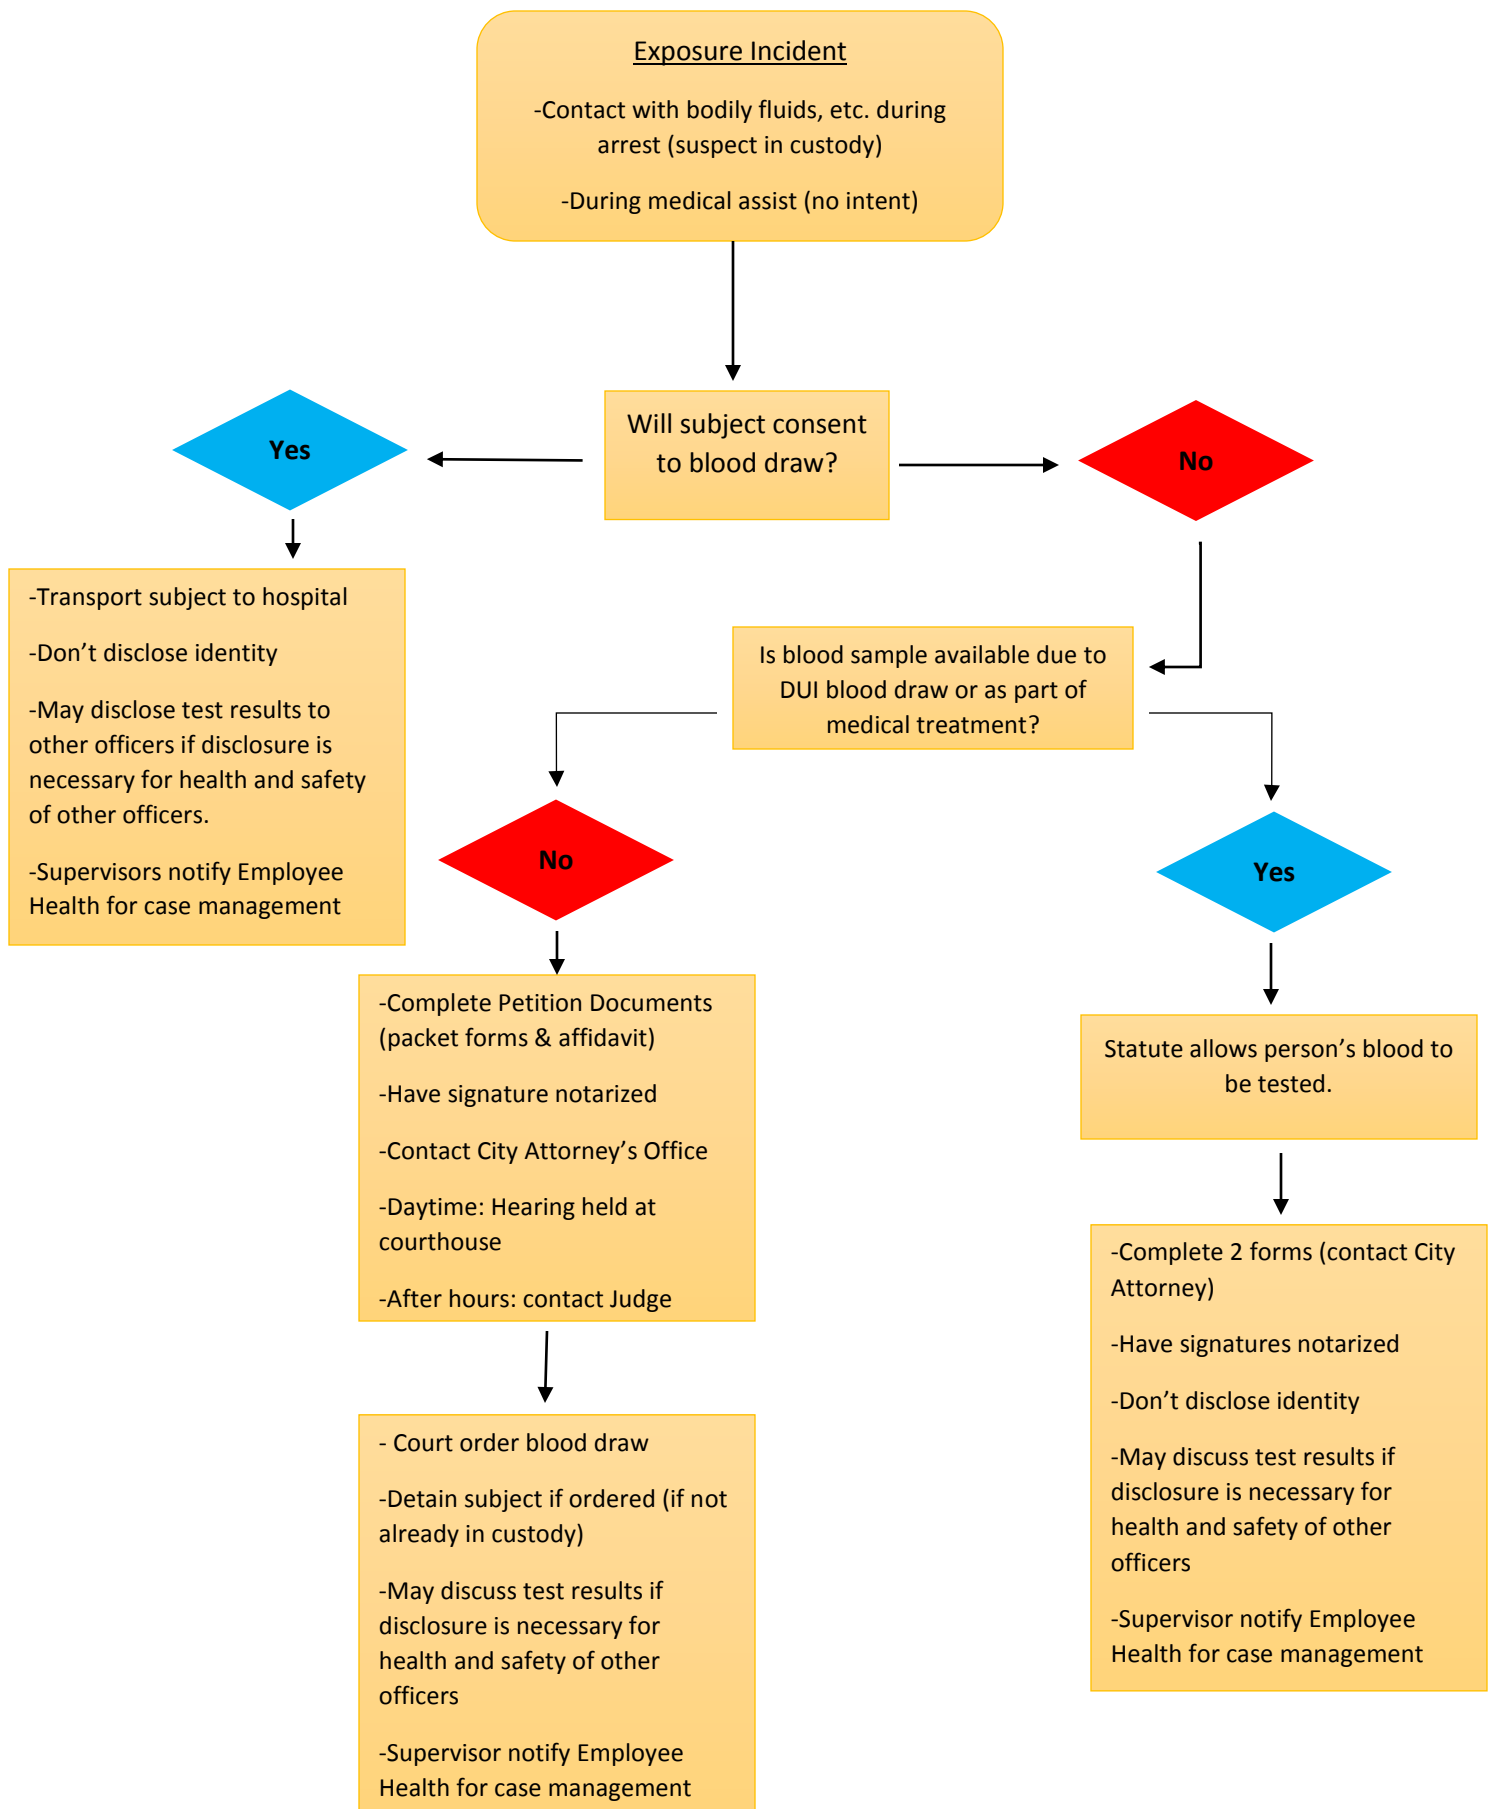 Exposure Incident
-Contact with bodily fluids, etc. during
arrest (suspect in custody)
-During medical assist (no intent)
Will subject consent
to blood draw?
Yes
No
-Transport subject to hospital
-Don’t disclose identity
-May disclose test results to
other officers if disclosure is
necessary for health and safety
of other officers.
-Supervisors notify Employee
Health for case management
Is blood sample available due to
DUI blood draw or as part of
medical treatment?
No
Yes
-Complete Petition Documents
(packet forms & affidavit)
-Have signature notarized
-Contact City Attorney’s Office
-Daytime: Hearing held at
courthouse
-After hours: contact Judge
Statute allows person’s blood to
be tested.
- Court order blood draw
-Detain subject if ordered (if not
already in custody)
-May discuss test results if
disclosure is necessary for
health and safety of other
officers
-Supervisor notify Employee
Health for case management
-Complete 2 forms (contact City
Attorney)
-Have signatures notarized
-Don’t disclose identity
-May discuss test results if
disclosure is necessary for
health and safety of other
officers
-Supervisor notify Employee
Health for case management